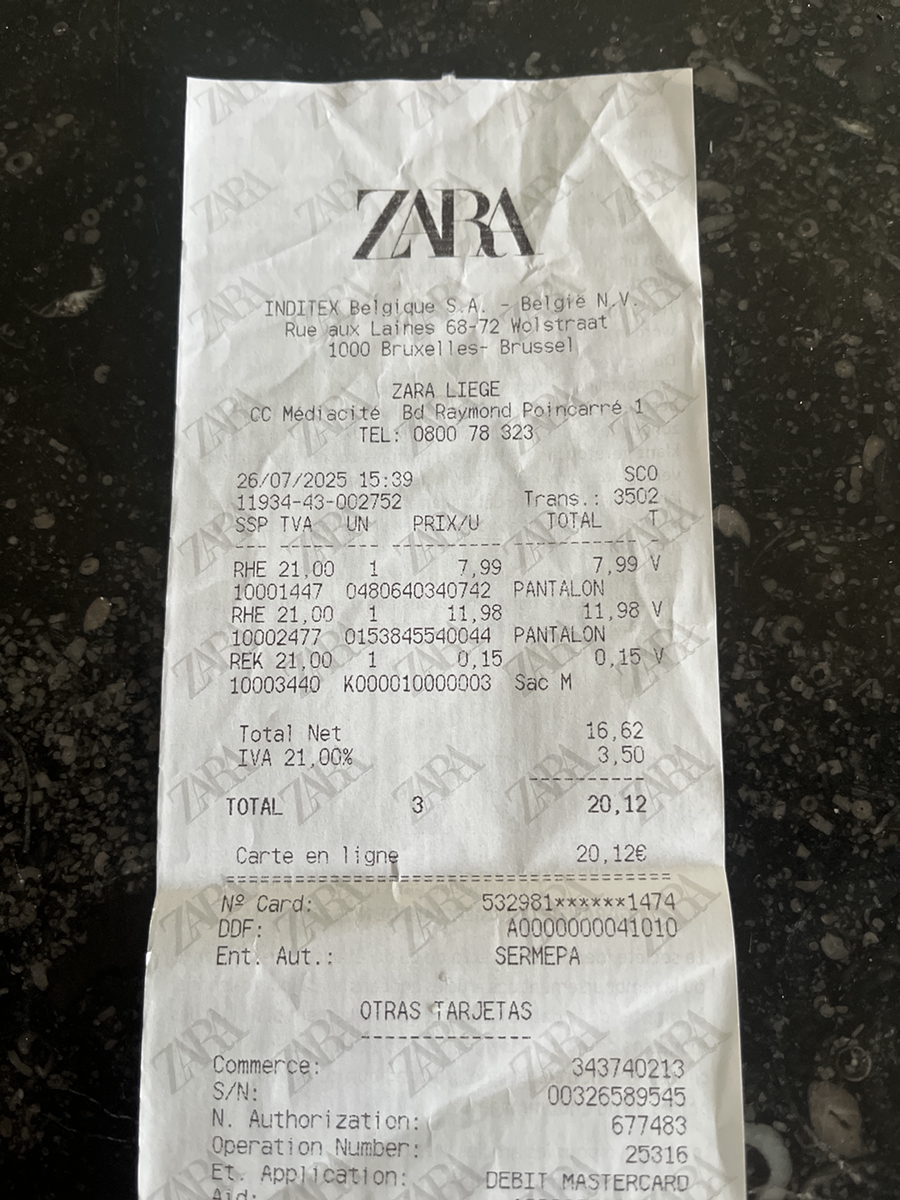 ZARA
INDITEX Belgique S.A. - België N.V.
Rue aux Laines 68-72 Wolstraat
1000 Bruxelles- Brussel
ZARA LIEGE
CC Médiacité Bd Raymond Poincarré 1
TEL: 0800 78 323
26/07/2025 15:39 SCO
11934-43-002752 Trans.: 3502
SSP TVA UN PRIX/U TOTAL T
--- ----- --- --------- ----------- -
RHE 21,00 1 7,99 7,99 V
10001447 0480640340742 PANTALON
RHE 21,00 1 11,98 11,98 V
10002477 0153845540044 PANTALON
REK 21,00 1 0,15 0,15 V
10003440 K000010000003 Sac M
Total Net 16,62
IVA 21,00% 3,50
-----------
TOTAL 3 20,12
Carte en ligne 20,12€
======================================
Nº Card: 532981******1474
DDF: A0000000041010
Ent. Aut.: SERMEPA
OTRAS TARJETAS
--------------
Commerce: 343740213
S/N: 00326589545
N. Authorization: 677483
Operation Number: 25316
Et. Application: DEBIT MASTERCARD
Aid: